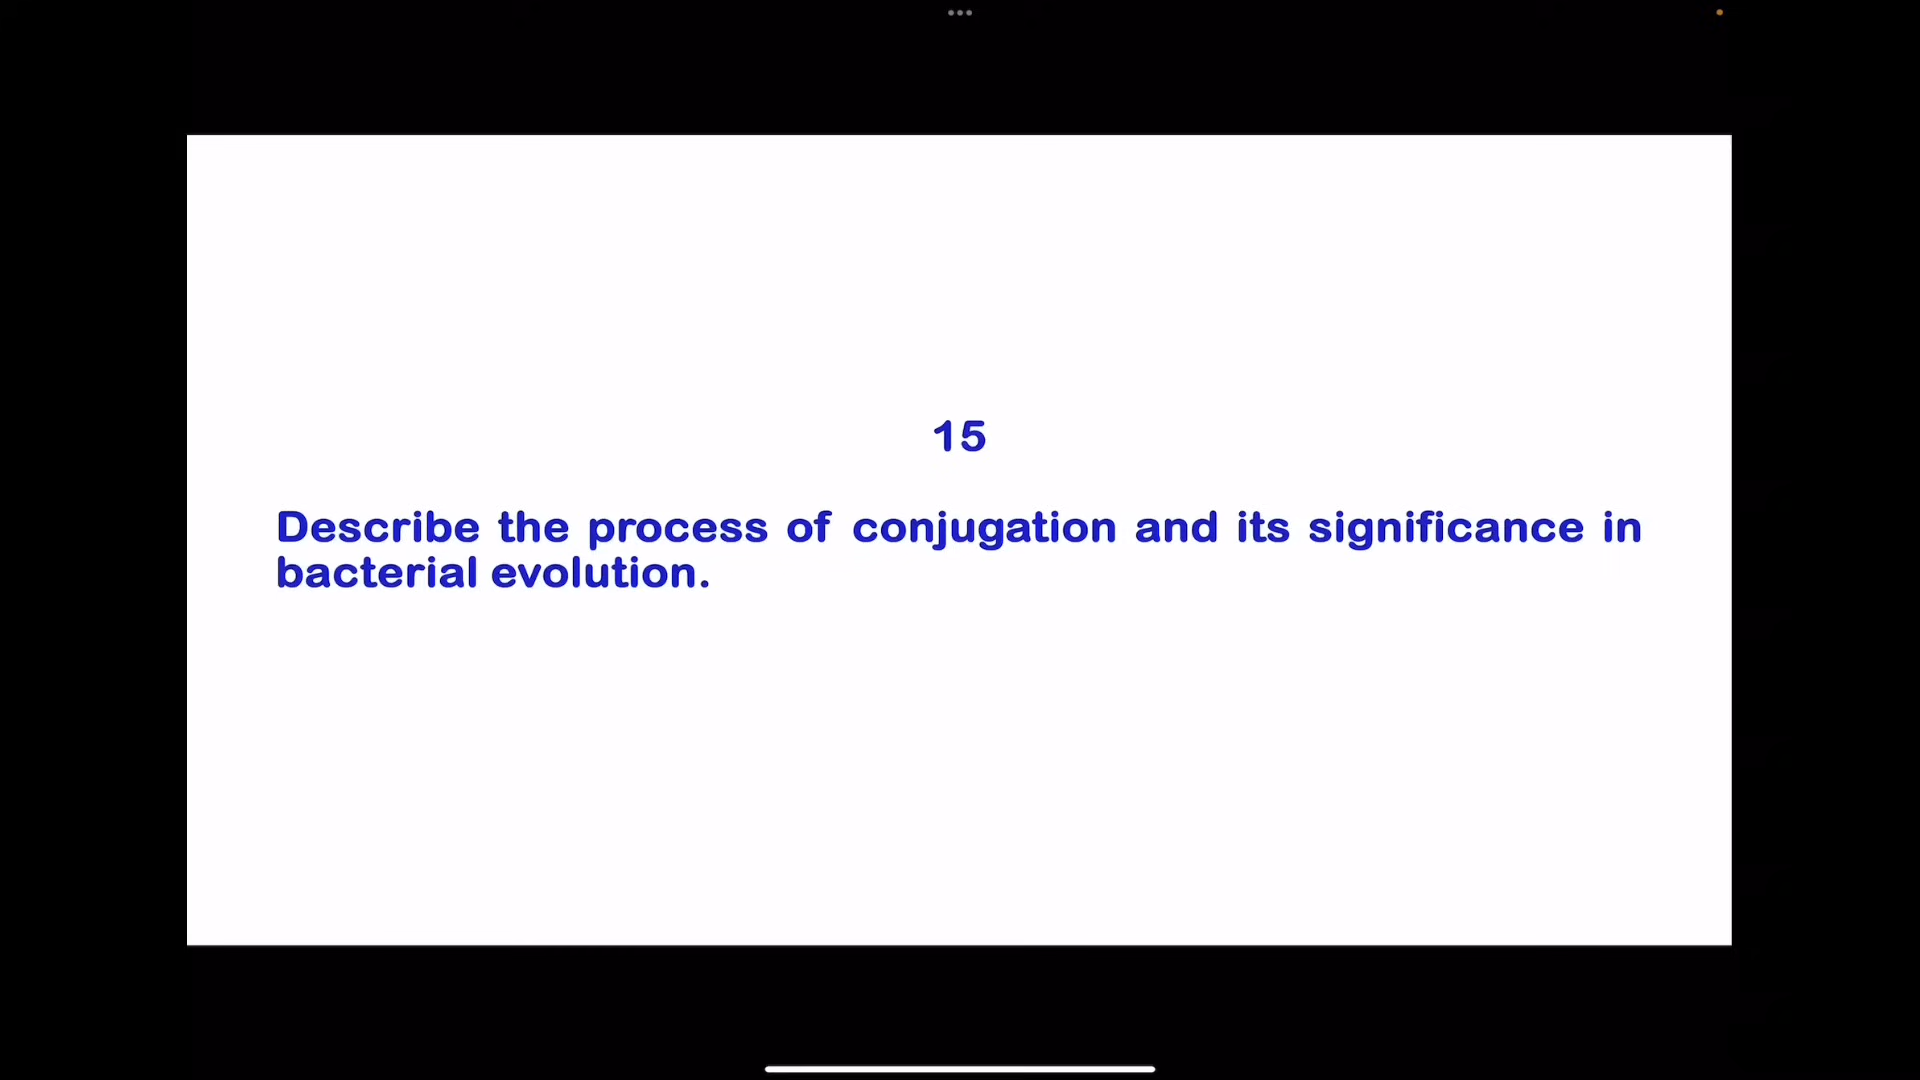 15
Describe the process of conjugation and its significance in
bacterial evolution.